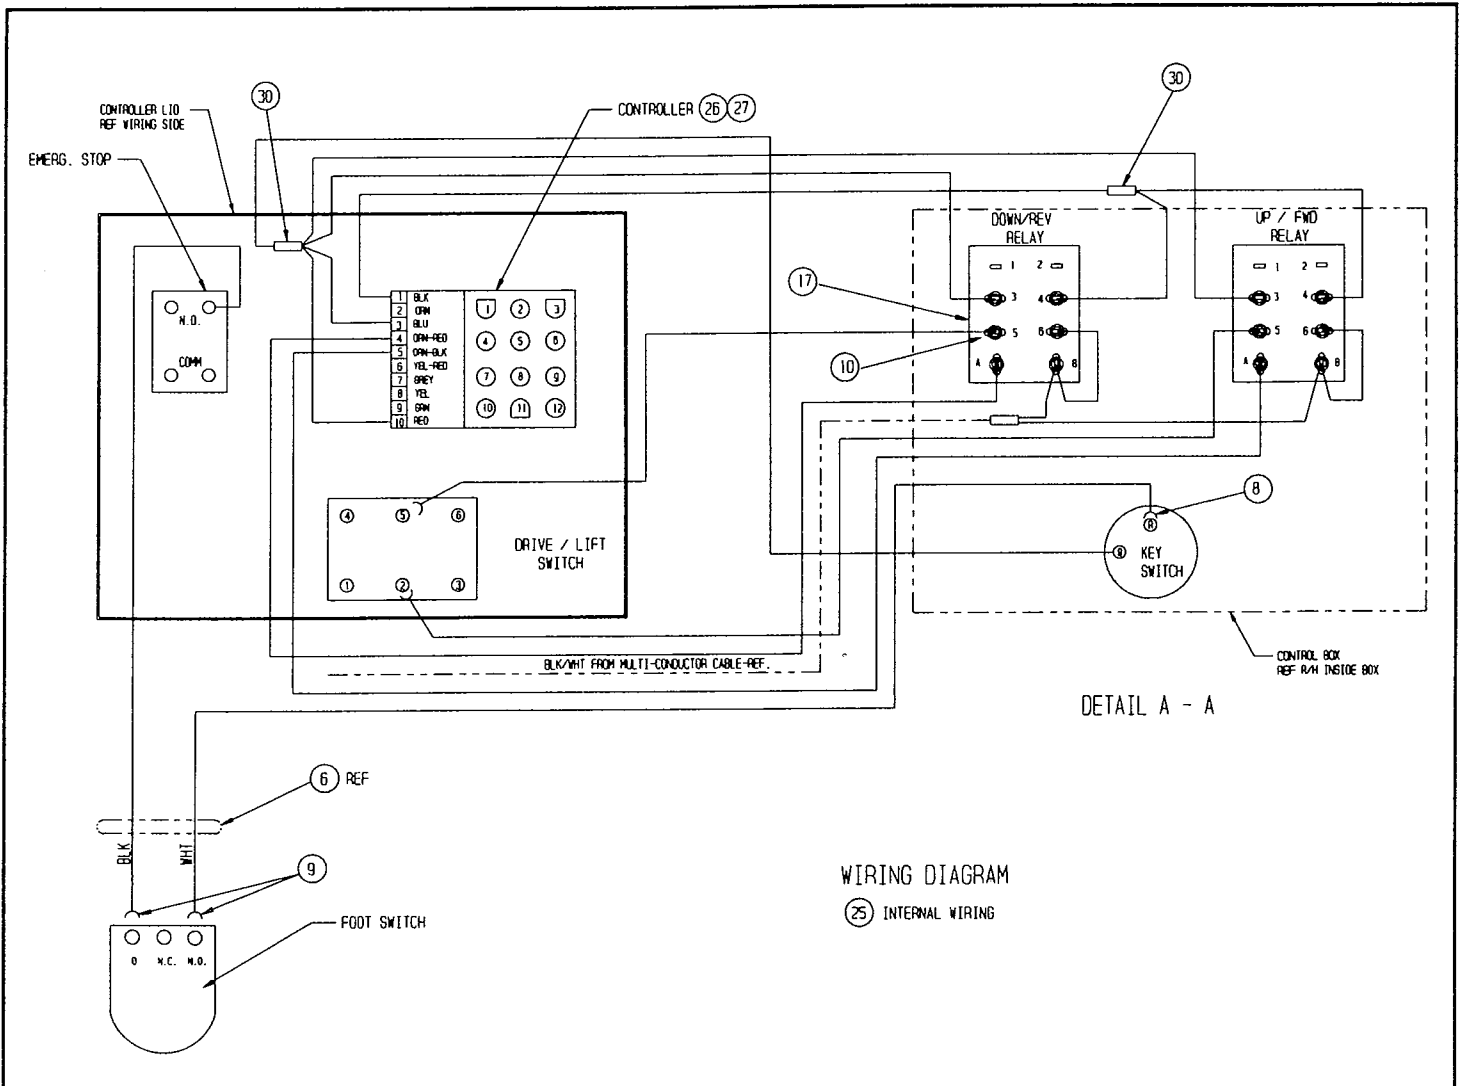 30
30
CONTROLLER LID
REF WIRING SIDE
CONTROLLER 26 27
EMERG. STOP
DOWN/REV
RELAY
UP / FWD
RELAY
1 2
3 4
5 6
A B
1 2
3 4
5 6
A B
17
10
N.O.
COMM
1 BLK
2 ORN
3 BLU
4 ORN-RED
5 ORN-BLK
6 YEL-RED
7 GREY
8 YEL
9 GRN
10 RED
1 2 3
4 5 6
7 8 9
10 11 12
4 5 6
1 2 3
DRIVE / LIFT
SWITCH
8
KEY
SWITCH
BLK/WHT FROM MULTI-CONDUCTOR CABLE-REF.
CONTROL BOX
REF R/H INSIDE BOX
DETAIL A - A
6 REF
BLK
WHT
9
FOOT SWITCH
O N.C. N.O.
WIRING DIAGRAM
25 INTERNAL WIRING